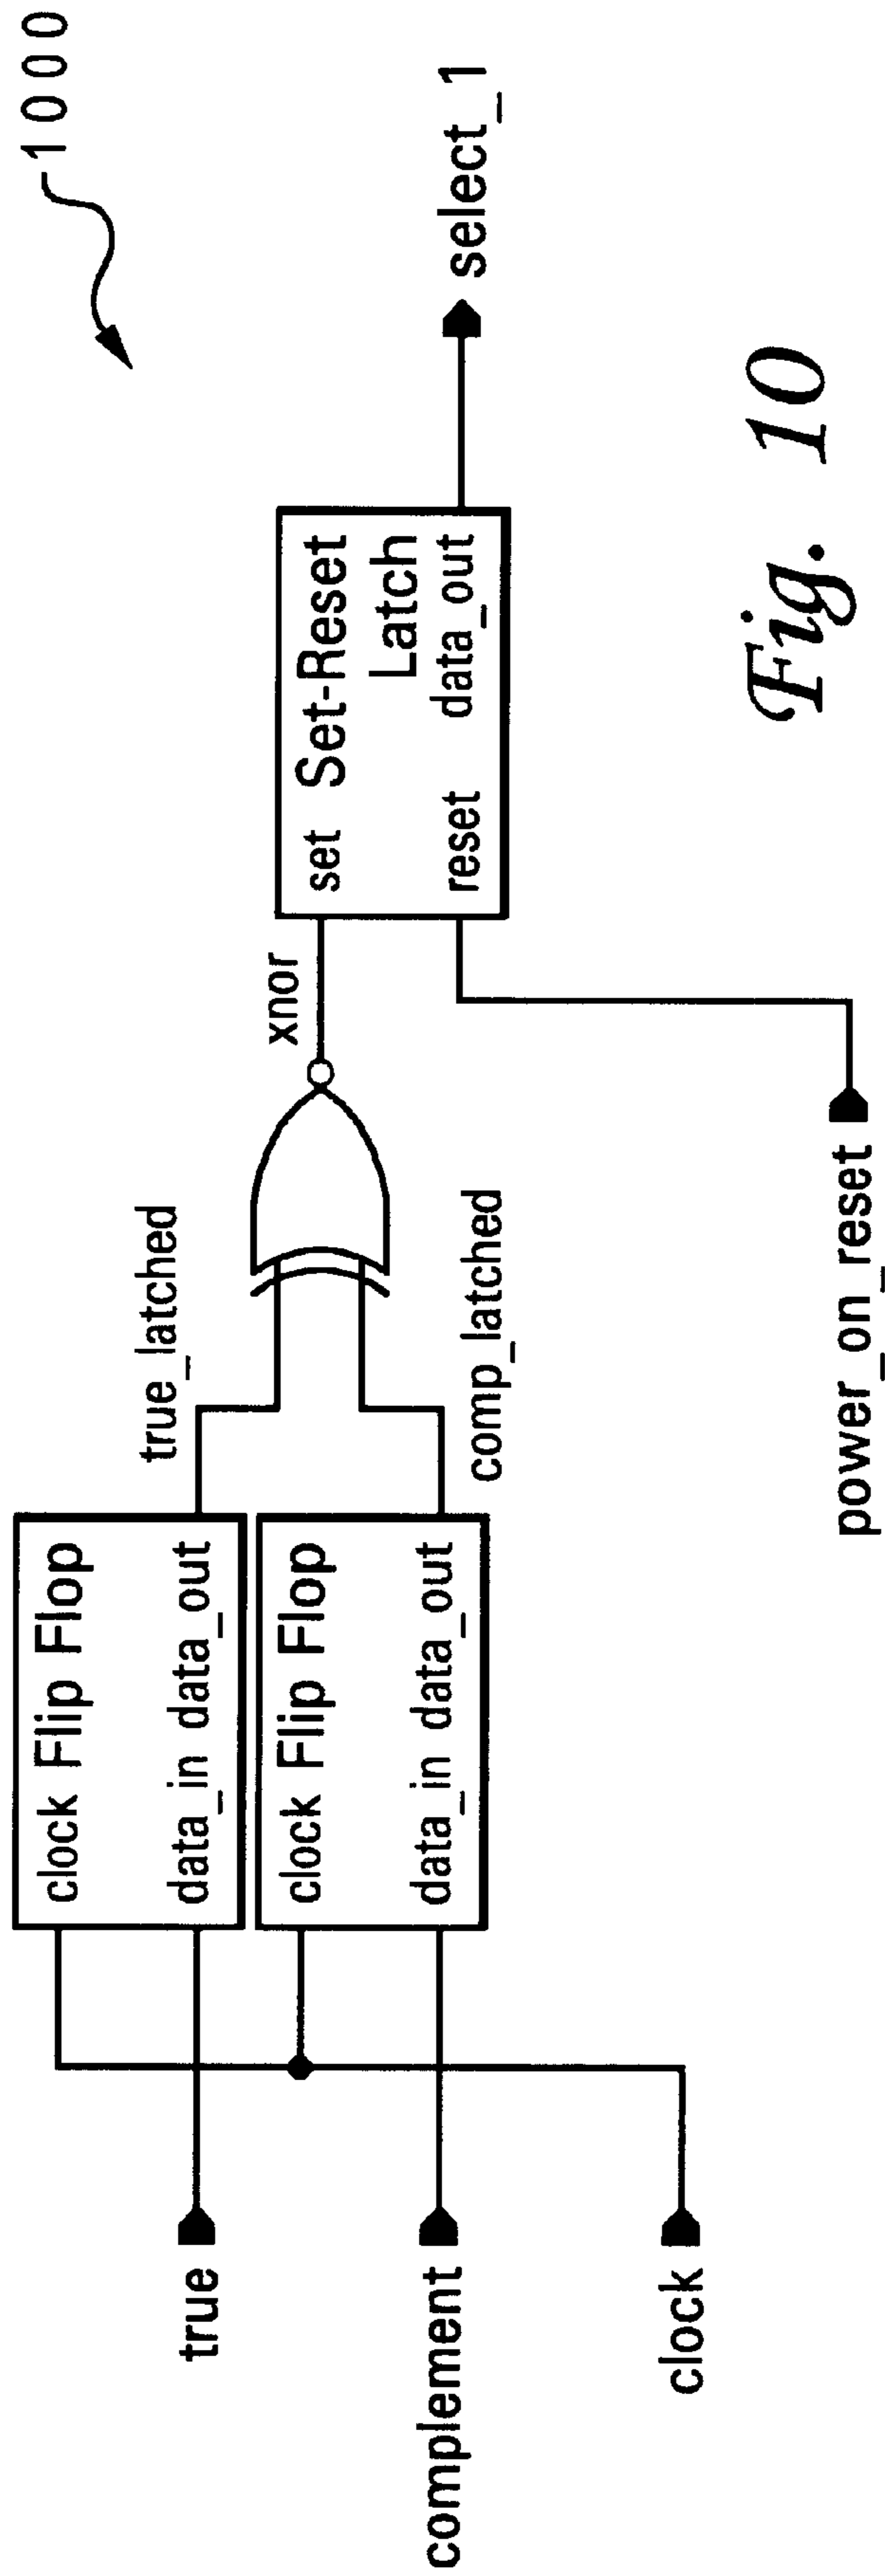 1000
true
complement
clock
clock Flip Flop
data_in data_out
clock Flip Flop
data_in data_out
true_latched
comp_latched
xnor
power_on_reset
set Set-Reset
Latch
reset data_out
select_1
Fig. 10